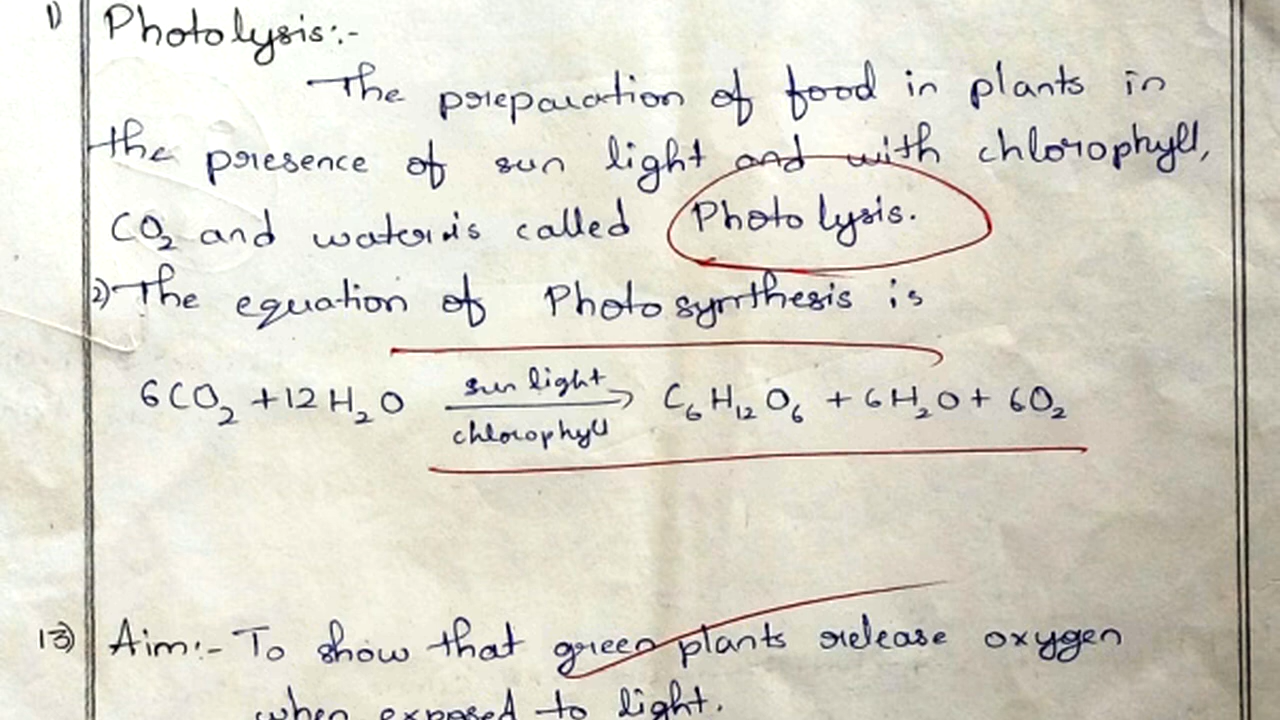 1) Photolysis:-
The preparation of food in plants in
the presence of sun light and with chlorophyll,
CO₂ and water is called Photolysis.
2) The equation of Photosynthesis is
6CO₂ + 12H₂O sun light chlorophyll → C₆H₁₂O₆ + 6H₂O + 6O₂
13) Aim:- To show that green plants release oxygen
when exposed to light.